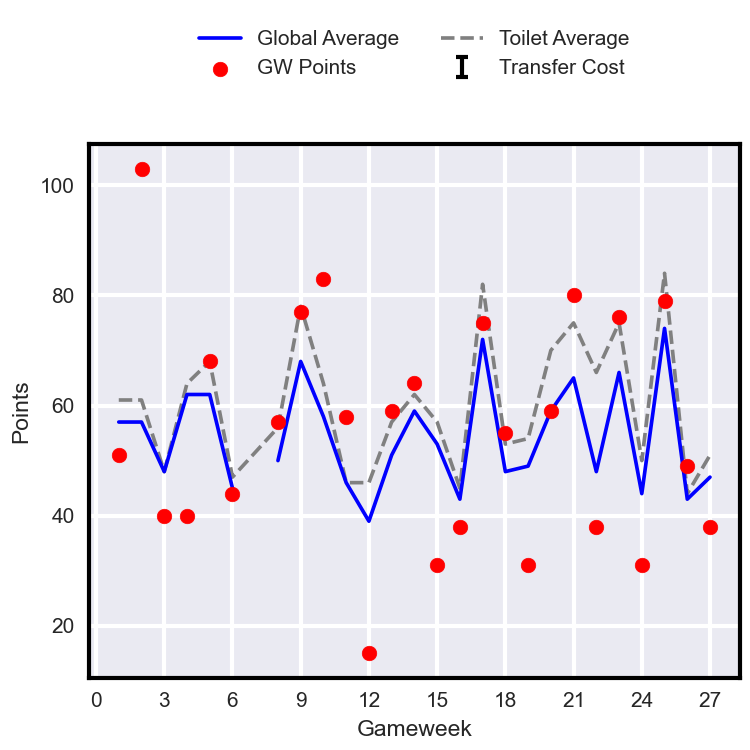 Global Average
Toilet Average
GW Points
Transfer Cost
100
80
60
40
20
Points
0 3 6 9 12 15 18 21 24 27
Gameweek